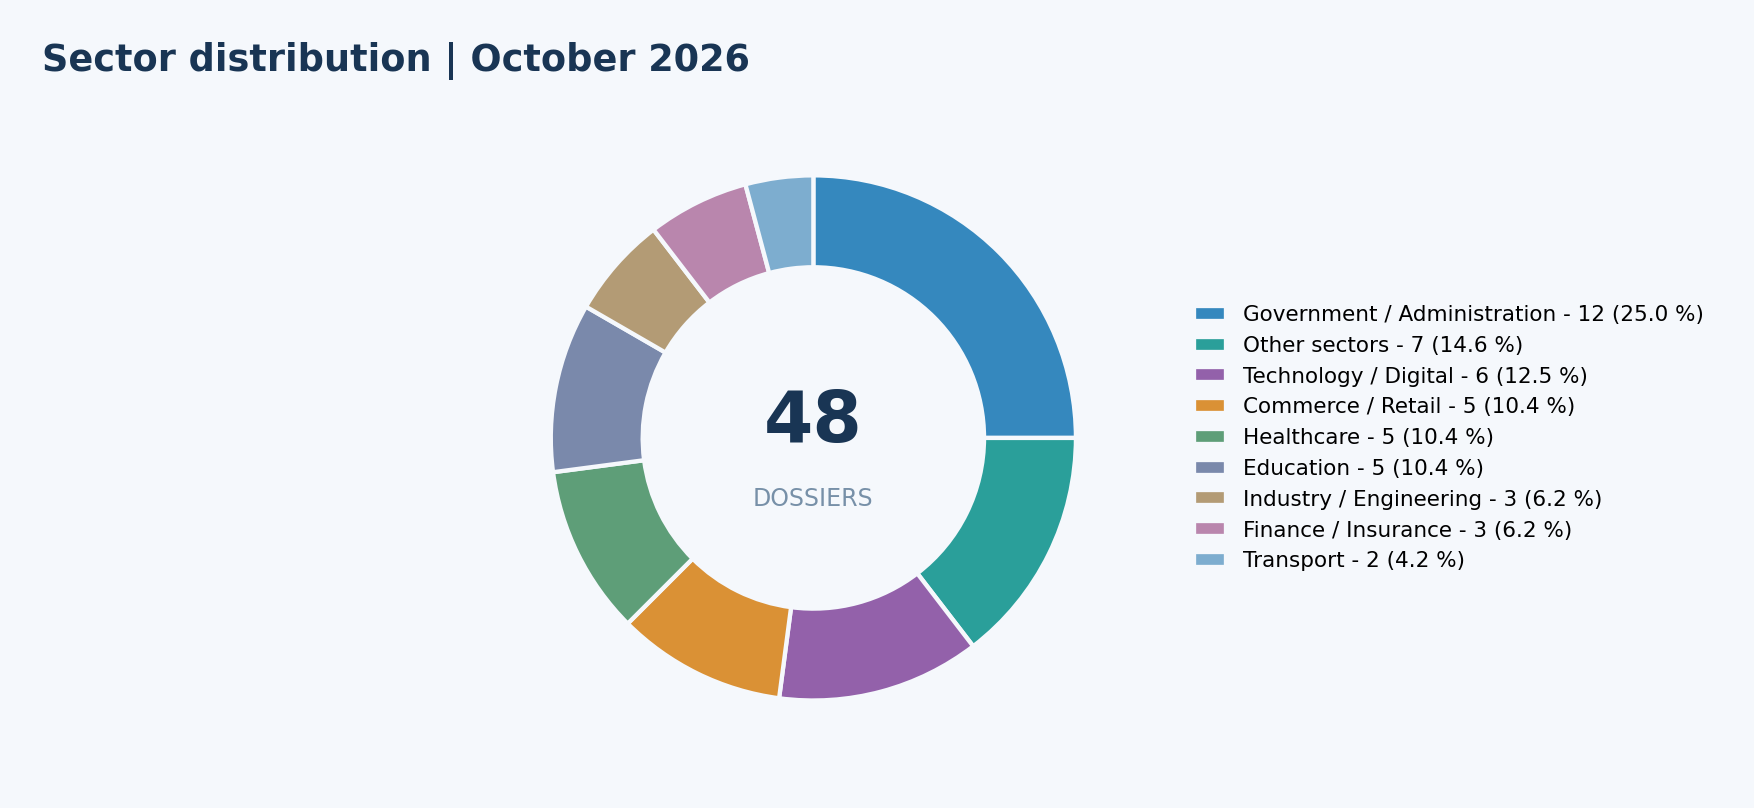 Sector distribution | October 2026
48
DOSSIERS
Government / Administration - 12 (25.0 %)
Other sectors - 7 (14.6 %)
Technology / Digital - 6 (12.5 %)
Commerce / Retail - 5 (10.4 %)
Healthcare - 5 (10.4 %)
Education - 5 (10.4 %)
Industry / Engineering - 3 (6.2 %)
Finance / Insurance - 3 (6.2 %)
Transport - 2 (4.2 %)